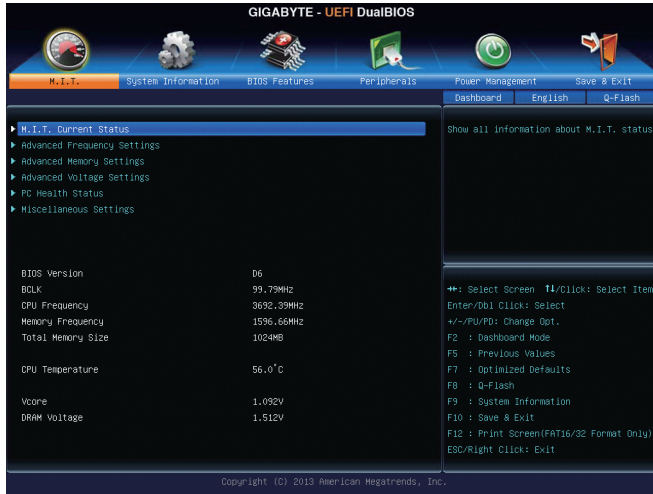 GIGABYTE - UEFI DualBIOS
M.I.T. System Information BIOS Features Peripherals Power Management Save & Exit
Dashboard English Q-Flash
M.I.T. Current Status
Advanced Frequency Settings
Advanced Memory Settings
Advanced Voltage Settings
PC Health Status
Miscellaneous Settings
Show all information about M.I.T. status
BIOS Version D6
BCLK 99.79MHz
CPU Frequency 3692.39MHz
Memory Frequency 1596.66MHz
Total Memory Size 1024MB
CPU Temperature 56.0°C
Vcore 1.092V
DRAM Voltage 1.512V
→←: Select Screen ↑↓/Click: Select Item
Enter/Dbl Click: Select
+/-/PU/PD: Change Opt.
F2 : Dashboard Mode
F5 : Previous Values
F7 : Optimized Defaults
F8 : Q-Flash
F9 : System Information
F10 : Save & Exit
F12 : Print Screen(FAT16/32 Format Only)
ESC/Right Click: Exit
Copyright (C) 2013 American Megatrends, Inc.